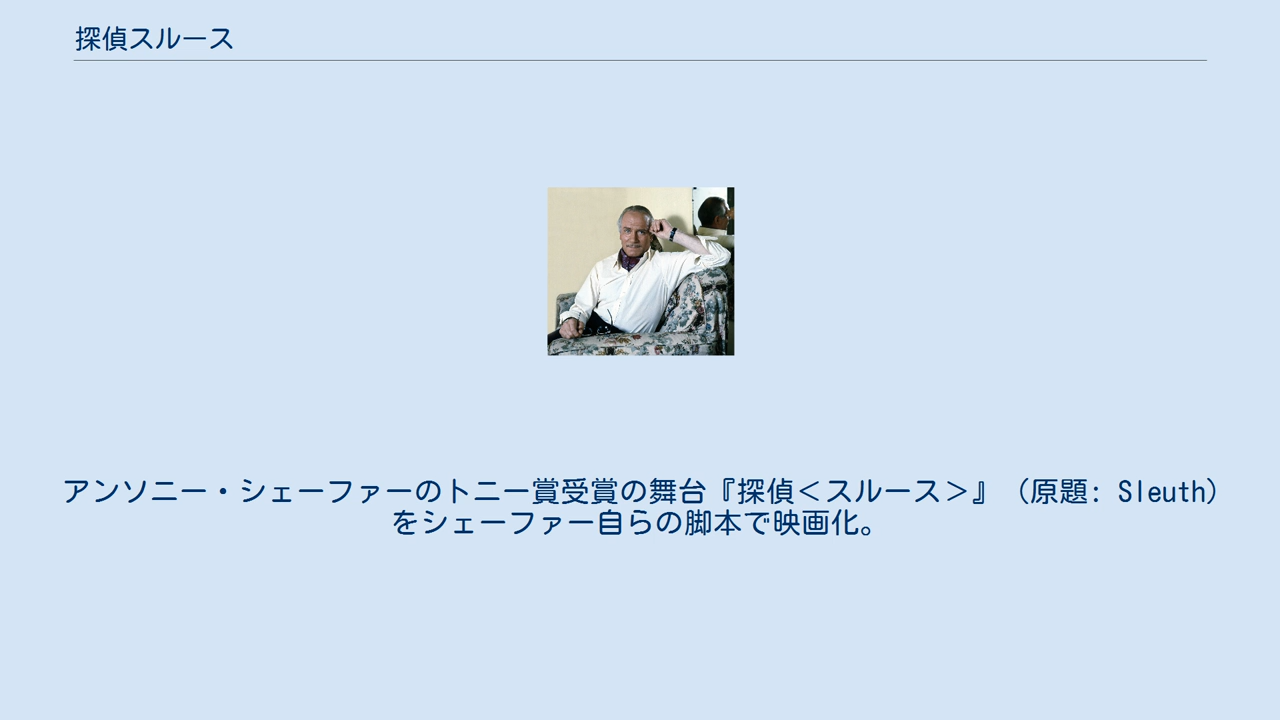 探偵スルース
アンソニー・シェーファーのトニー賞受賞の舞台『探偵＜スルース＞』（原題: Sleuth）
をシェーファー自らの脚本で映画化。